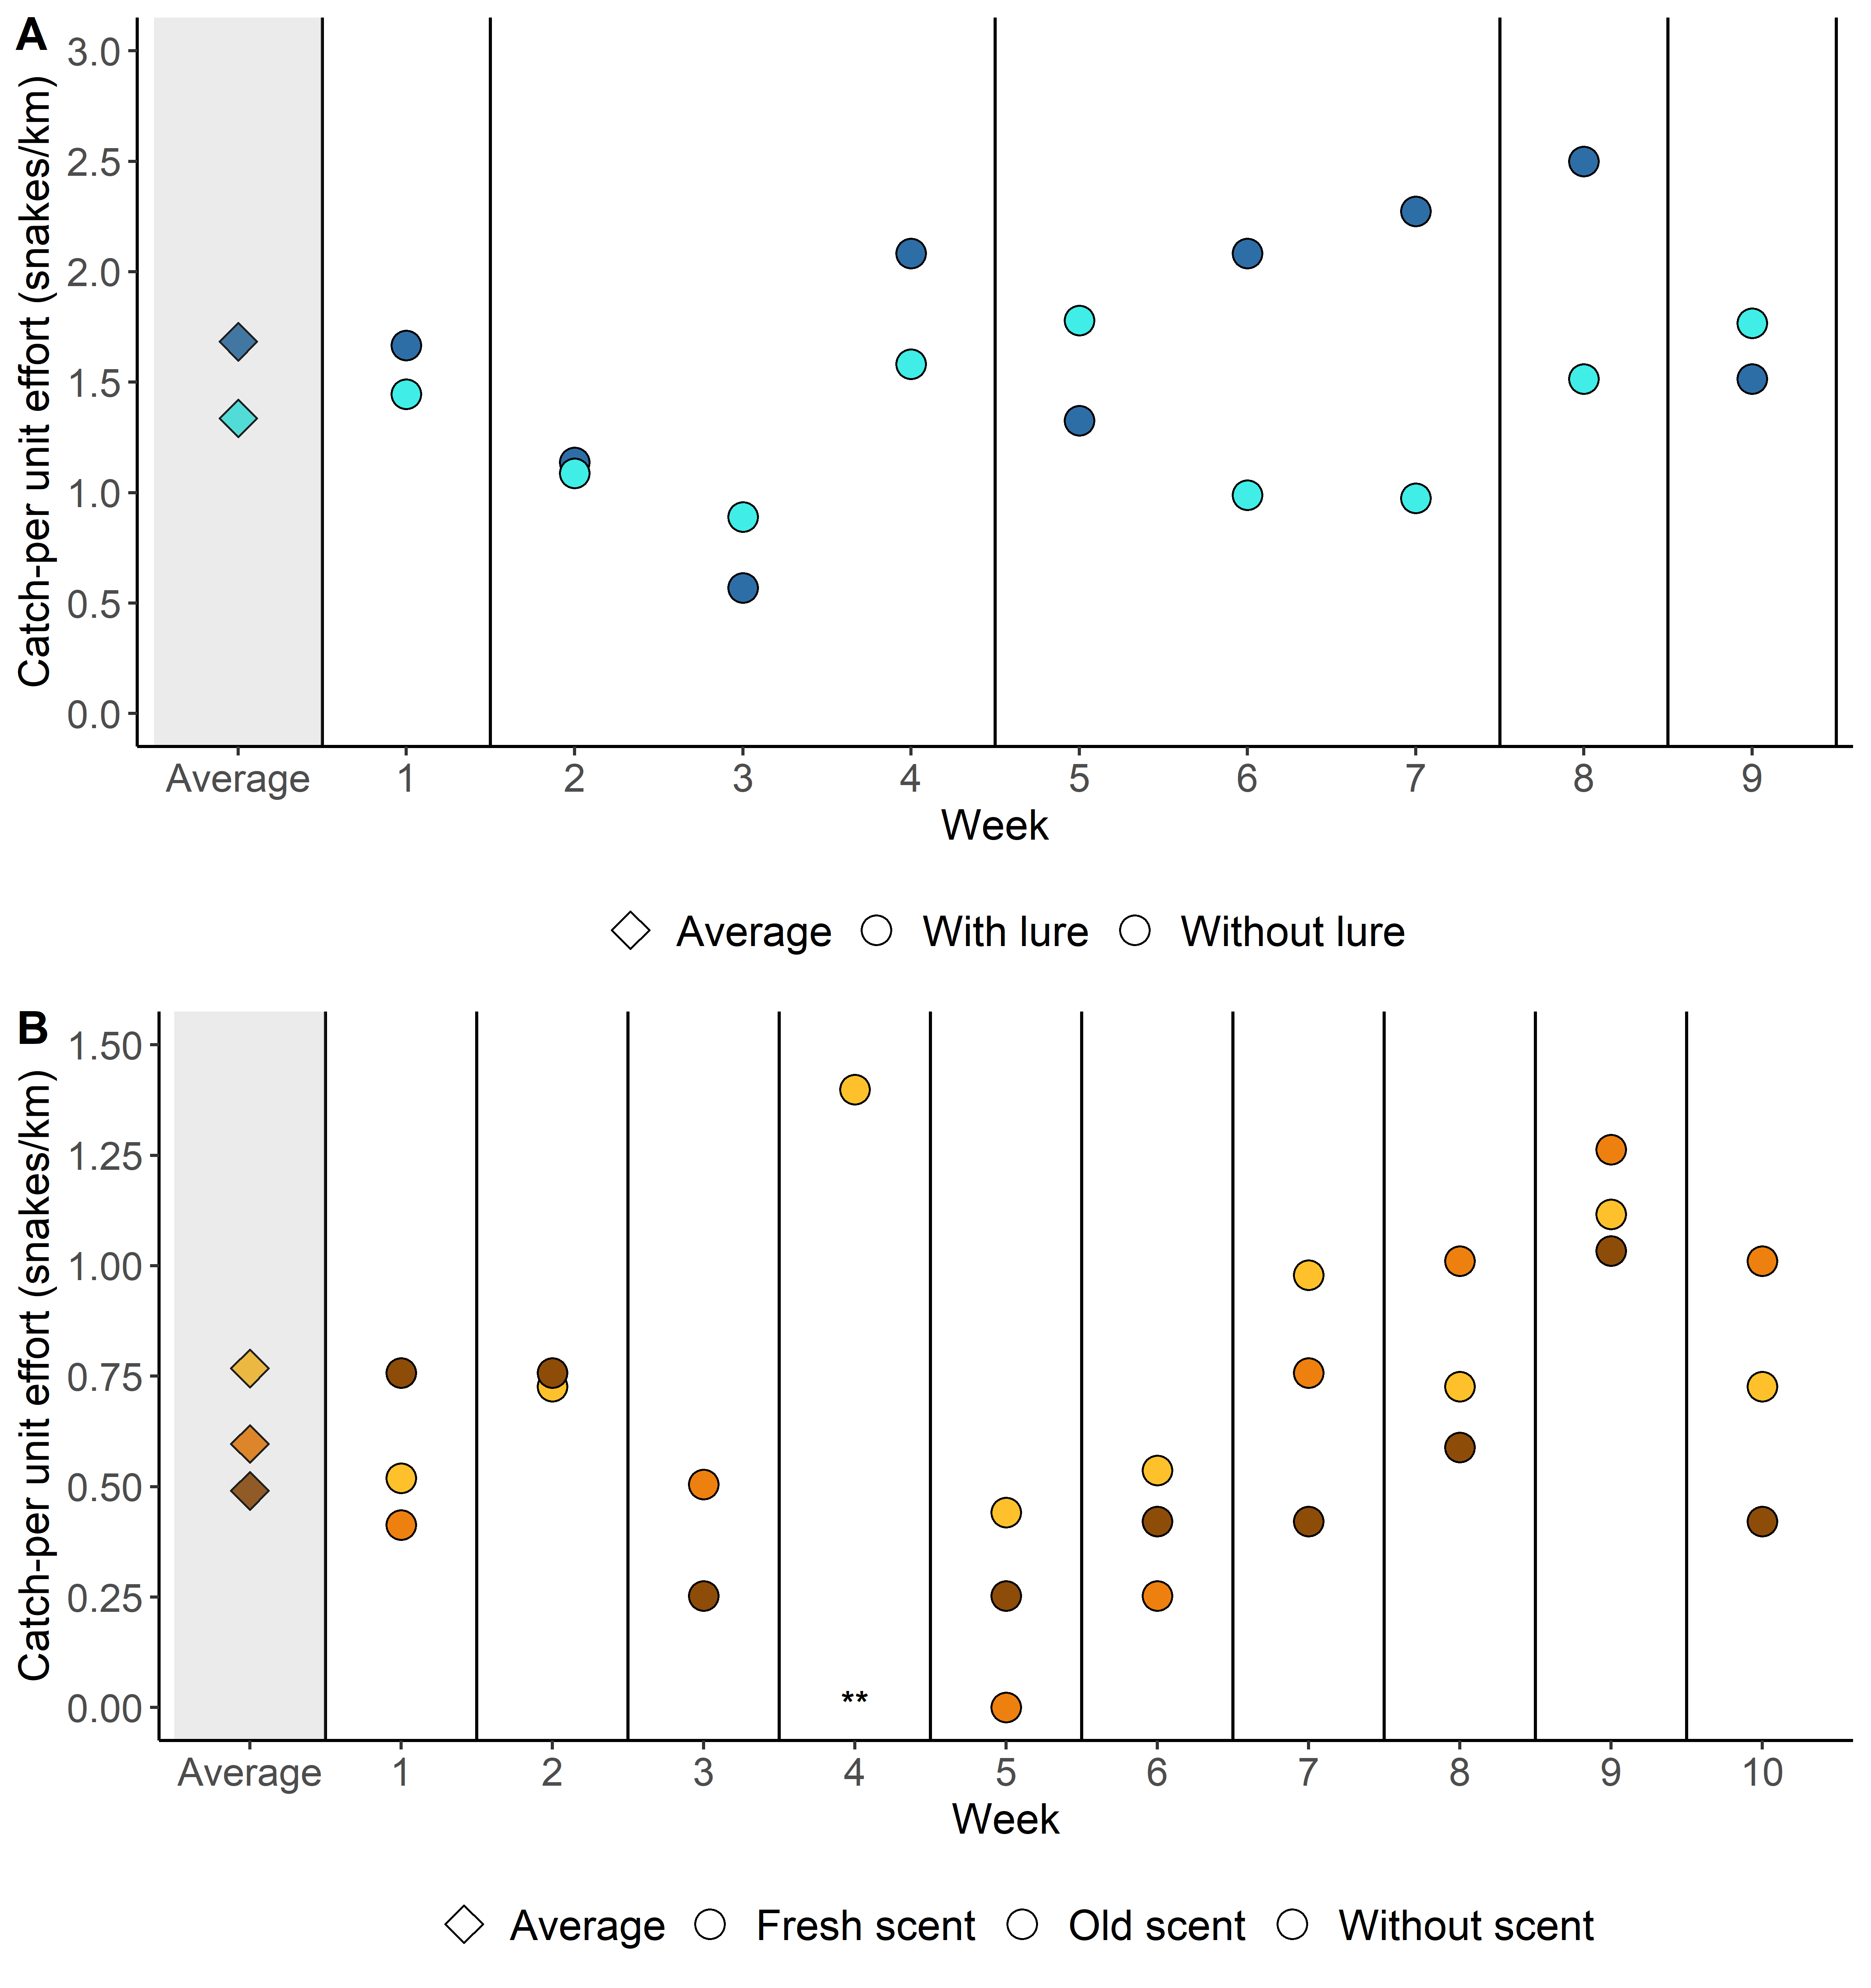 A
Catch-per unit effort (snakes/km)
3.0
2.5
2.0
1.5
1.0
0.5
0.0
Average 1 2 3 4 5 6 7 8 9
Week
Average With lure Without lure
B
Catch-per unit effort (snakes/km)
1.50
1.25
1.00
0.75
0.50
0.25
0.00
**
Average 1 2 3 4 5 6 7 8 9 10
Week
Average Fresh scent Old scent Without scent